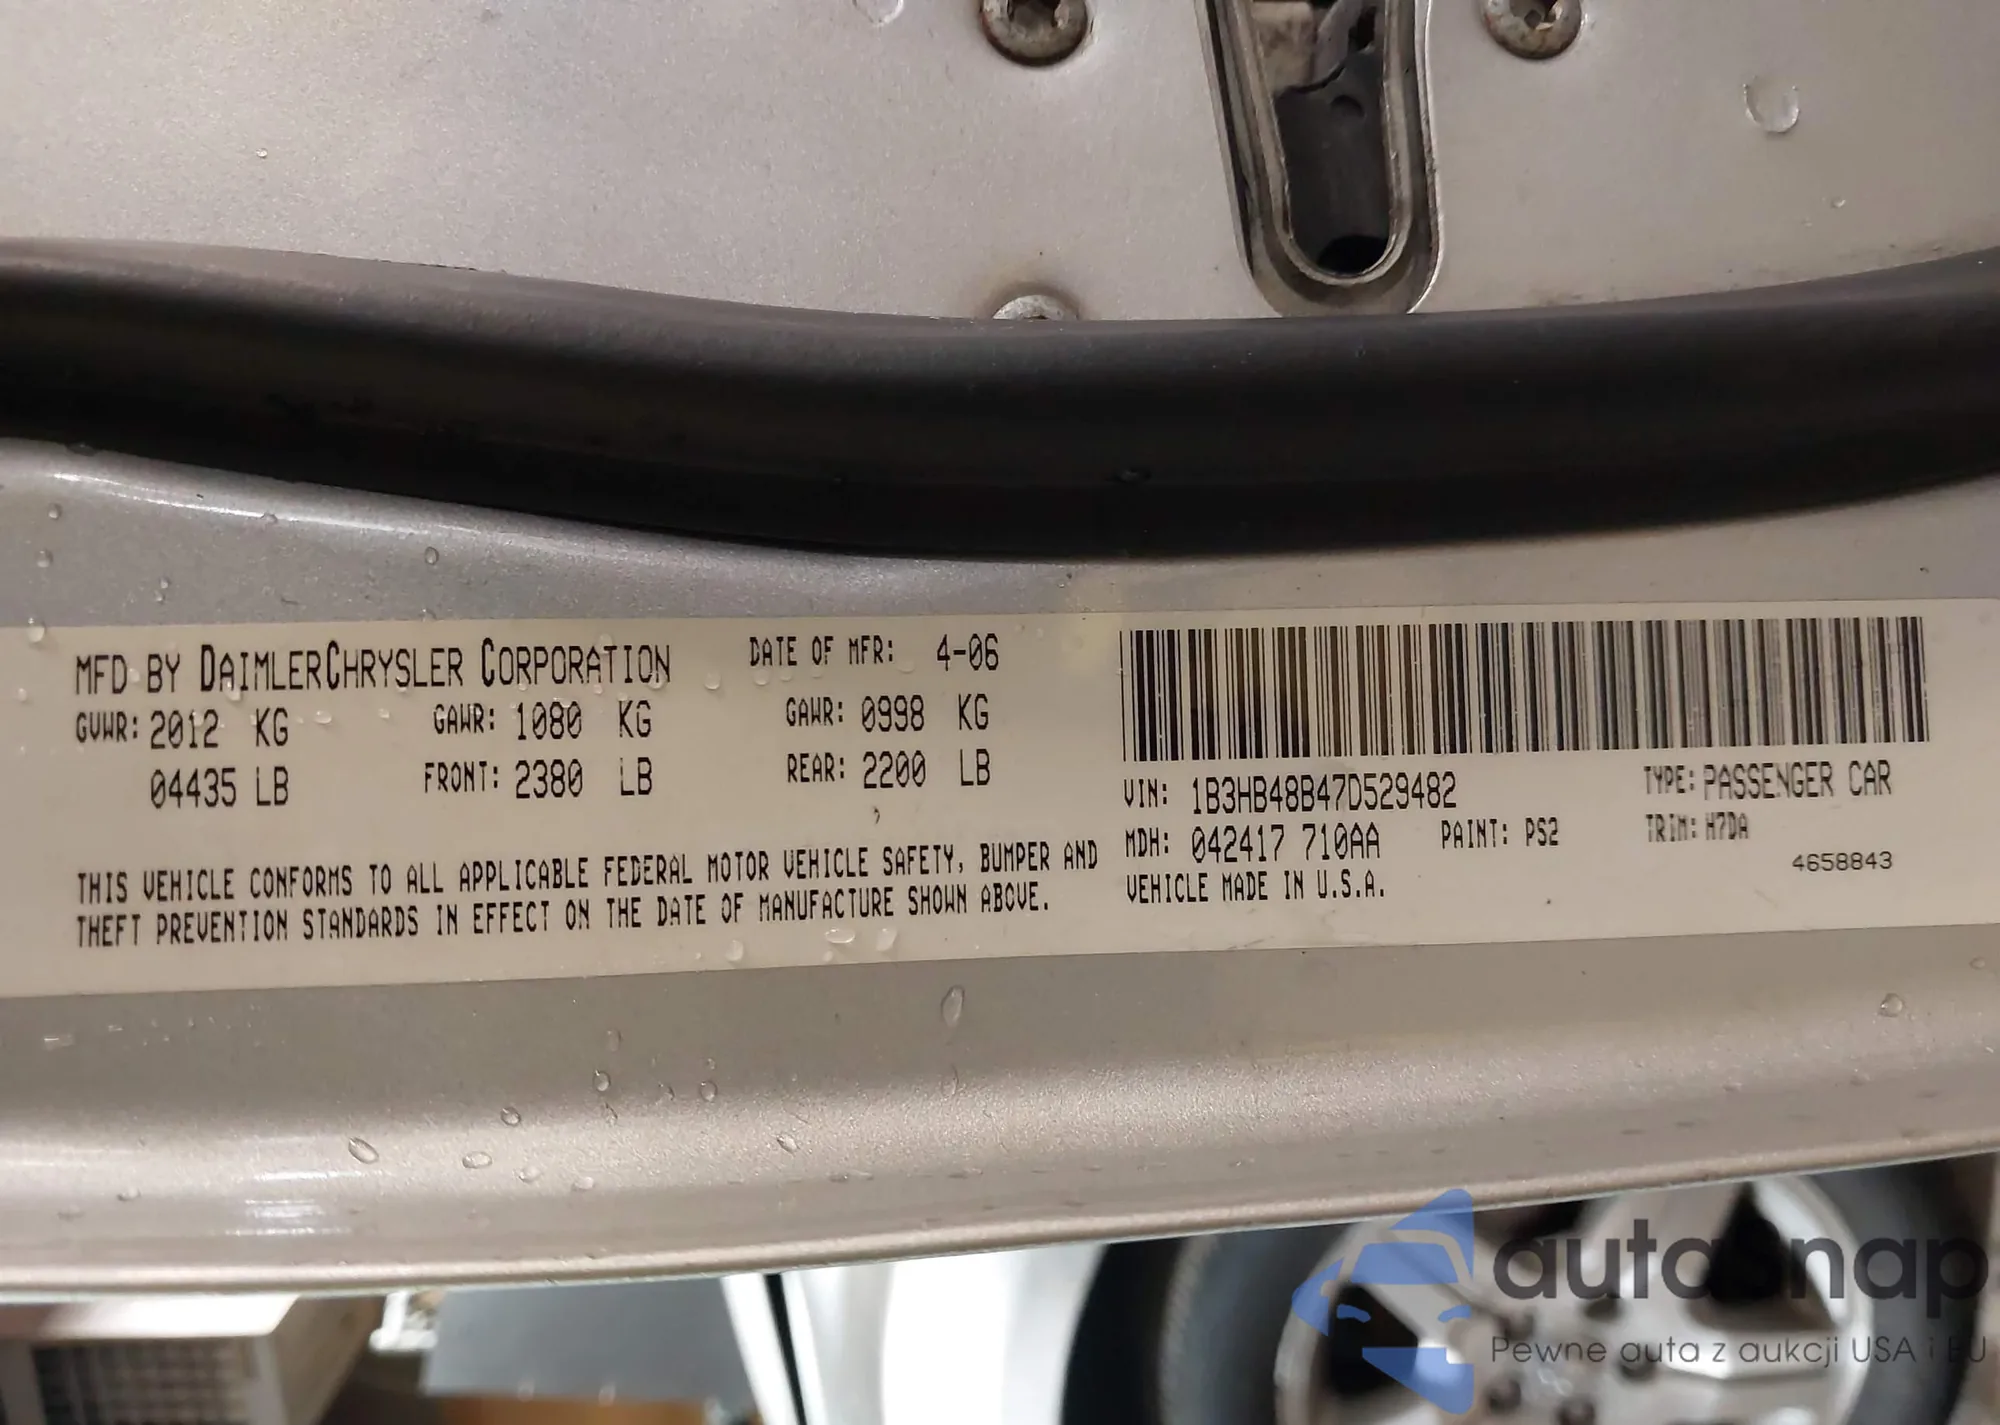 MFD BY DAIMLERCHRYSLER CORPORATION DATE OF MFR: 4-06
GVWR: 2012 KG GAWR: 1080 KG GAWR: 0998 KG
04435 LB FRONT: 2380 LB REAR: 2200 LB
THIS VEHICLE CONFORMS TO ALL APPLICABLE FEDERAL MOTOR VEHICLE SAFETY, BUMPER AND
THEFT PREVENTION STANDARDS IN EFFECT ON THE DATE OF MANUFACTURE SHOWN ABOVE.
VIN: 1B3HB48B47D529482 TYPE: PASSENGER CAR
MDH: 042417 710AA PAINT: PS2 TRIM: H7DA
VEHICLE MADE IN U.S.A. 4658843
autosnap
Pewne auta z aukcji USA i EU